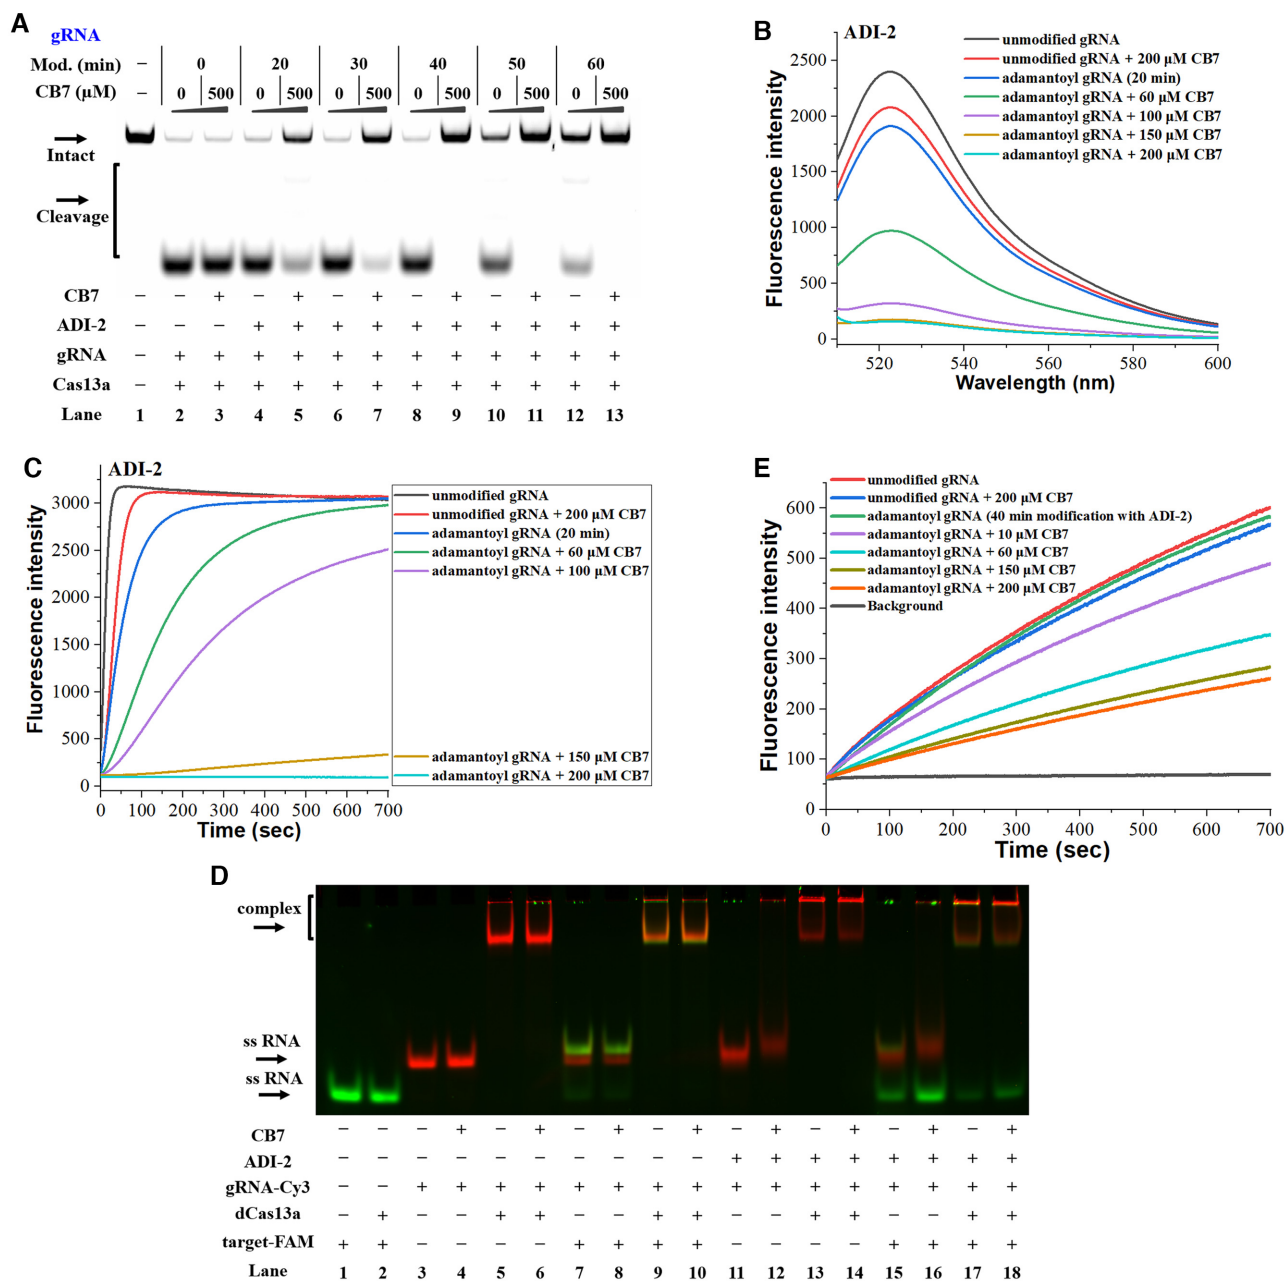 A
gRNA
Mod. (min) – 0 20 30 40 50 60
CB7 (μM) – 0 500 0 500 0 500 0 500 0 500 0 500
Intact
Cleavage
CB7 – – + – + – + – + – + – +
ADI-2 – – – + + + + + + + + + +
gRNA – + + + + + + + + + + + +
Cas13a – + + + + + + + + + + + +
Lane 1 2 3 4 5 6 7 8 9 10 11 12 13
B
ADI-2
unmodified gRNA
unmodified gRNA + 200 μM CB7
adamantoyl gRNA (20 min)
adamantoyl gRNA + 60 μM CB7
adamantoyl gRNA + 100 μM CB7
adamantoyl gRNA + 150 μM CB7
adamantoyl gRNA + 200 μM CB7
Fluorescence intensity
2500
2000
1500
1000
500
0
520 540 560 580 600
Wavelength (nm)
C
ADI-2
unmodified gRNA
unmodified gRNA + 200 μM CB7
adamantoyl gRNA (20 min)
adamantoyl gRNA + 60 μM CB7
adamantoyl gRNA + 100 μM CB7
adamantoyl gRNA + 150 μM CB7
adamantoyl gRNA + 200 μM CB7
Fluorescence intensity
3000
2500
2000
1500
1000
500
0
0 100 200 300 400 500 600 700
Time (sec)
E
unmodified gRNA
unmodified gRNA + 200 μM CB7
adamantoyl gRNA (40 min modification with ADI-2)
adamantoyl gRNA + 10 μM CB7
adamantoyl gRNA + 60 μM CB7
adamantoyl gRNA + 150 μM CB7
adamantoyl gRNA + 200 μM CB7
Background
Fluorescence intensity
600
500
400
300
200
100
0
0 100 200 300 400 500 600 700
Time (sec)
D
complex
ss RNA
ss RNA
CB7 – – – + – + – + – + – + – + – + – +
ADI-2 – – – – – – – – – – + + + + + + + +
gRNA-Cy3 – – + + + + + + + + + + + + + + + +
dCas13a – + – – + + – – + + – – + + – – + +
target-FAM + + – – – – + + + + – – – – + + + +
Lane 1 2 3 4 5 6 7 8 9 10 11 12 13 14 15 16 17 18